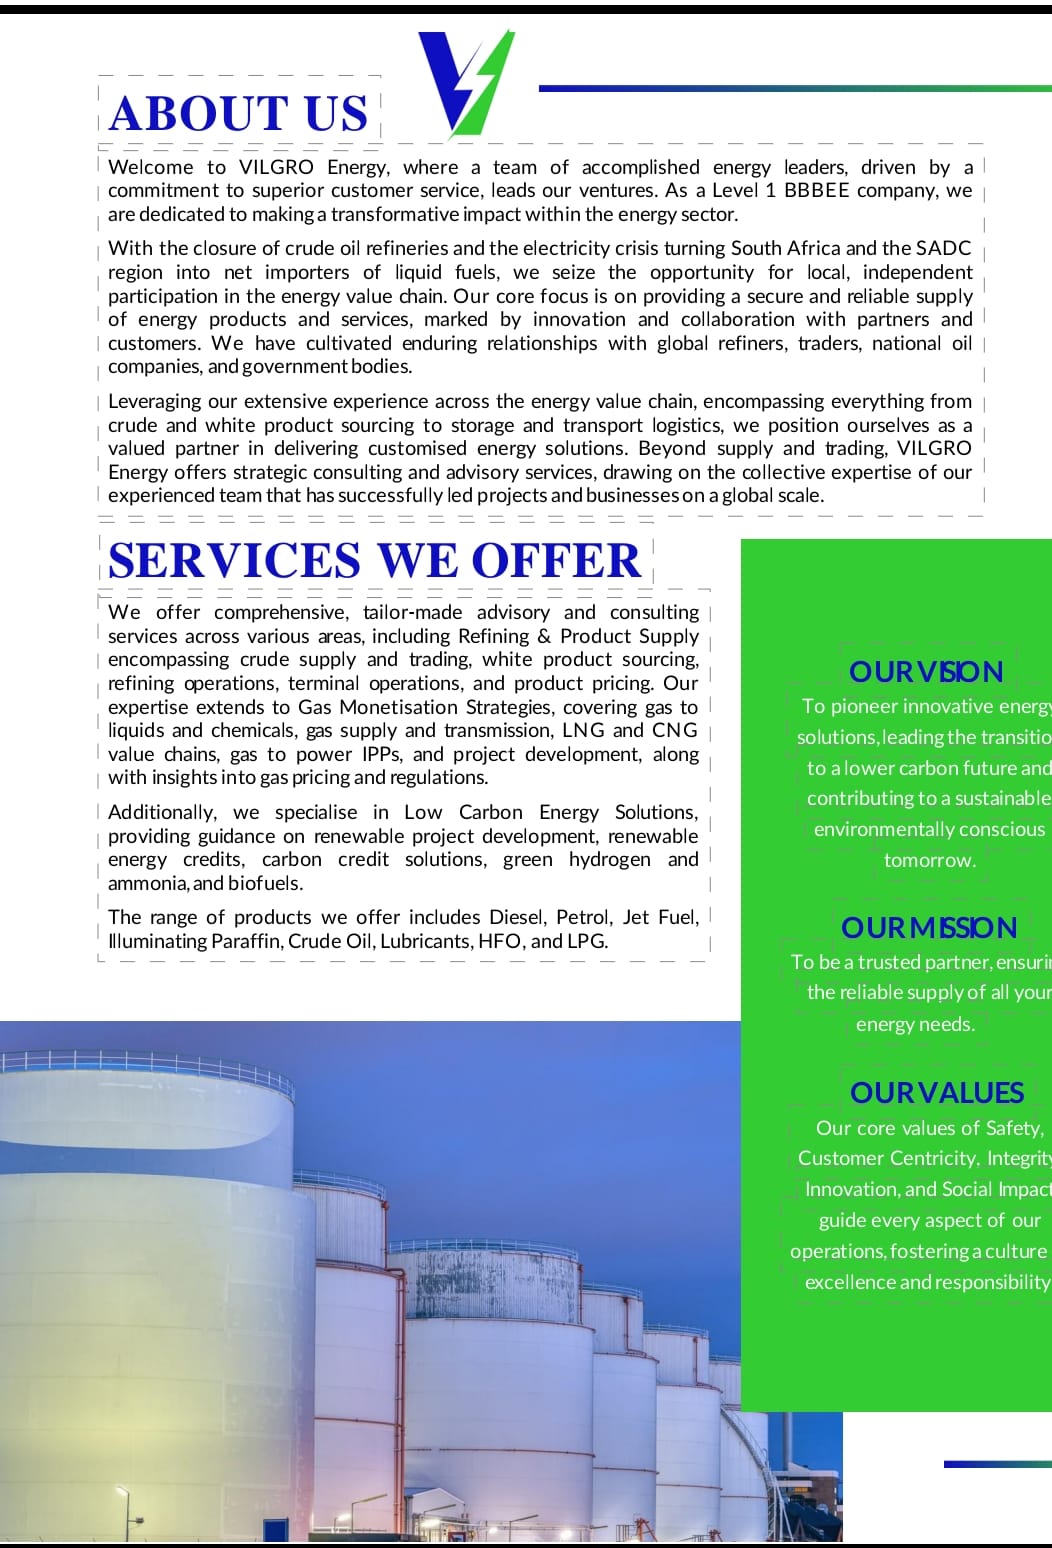 ABOUT US
Welcome to VILGRO Energy, where a team of accomplished energy leaders, driven by a
commitment to superior customer service, leads our ventures. As a Level 1 BBBEE company, we
are dedicated to making a transformative impact within the energy sector.
With the closure of crude oil refineries and the electricity crisis turning South Africa and the SADC
region into net importers of liquid fuels, we seize the opportunity for local, independent
participation in the energy value chain. Our core focus is on providing a secure and reliable supply
of energy products and services, marked by innovation and collaboration with partners and
customers. We have cultivated enduring relationships with global refiners, traders, national oil
companies, and government bodies.
Leveraging our extensive experience across the energy value chain, encompassing everything from
crude and white product sourcing to storage and transport logistics, we position ourselves as a
valued partner in delivering customised energy solutions. Beyond supply and trading, VILGRO
Energy offers strategic consulting and advisory services, drawing on the collective expertise of our
experienced team that has successfully led projects and businesses on a global scale.
SERVICES WE OFFER
We offer comprehensive, tailor-made advisory and consulting
services across various areas, including Refining & Product Supply
encompassing crude supply and trading, white product sourcing,
refining operations, terminal operations, and product pricing. Our
expertise extends to Gas Monetisation Strategies, covering gas to
liquids and chemicals, gas supply and transmission, LNG and CNG
value chains, gas to power IPPs, and project development, along
with insights into gas pricing and regulations.
Additionally, we specialise in Low Carbon Energy Solutions,
providing guidance on renewable project development, renewable
energy credits, carbon credit solutions, green hydrogen and
ammonia, and biofuels.
The range of products we offer includes Diesel, Petrol, Jet Fuel,
Illuminating Paraffin, Crude Oil, Lubricants, HFO, and LPG.
OUR VISION
To pioneer innovative energy
solutions, leading the transitio
to a lower carbon future and
contributing to a sustainable
environmentally conscious
tomorrow.
OUR MISSION
To be a trusted partner, ensurin
the reliable supply of all your
energy needs.
OUR VALUES
Our core values of Safety,
Customer Centricity, Integrity
Innovation, and Social Impact
guide every aspect of our
operations, fostering a culture
excellence and responsibility